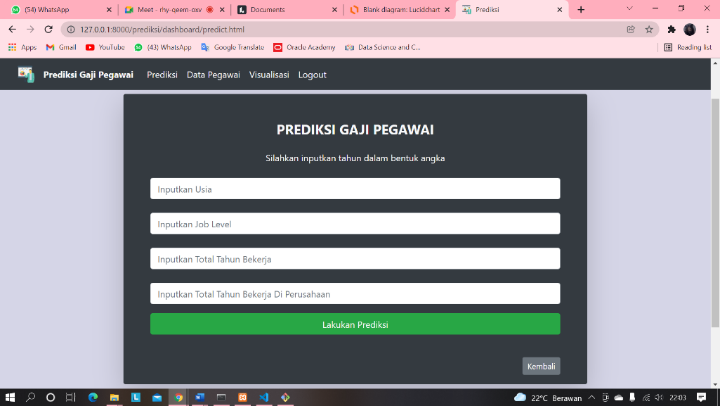 (54) WhatsApp
Meet - rny-qeem-oxv
Documents
Blank diagram: Lucidchart
Prediksi
127.0.0.1:8000/prediksi/dashboard/predict.html
Apps
Gmail
YouTube
(43) WhatsApp
Google Translate
Oracle Academy
Data Science and C...
Reading list
Prediksi Gaji Pegawai
Prediksi
Data Pegawai
Visualisasi
Logout
PREDIKSI GAJI PEGAWAI
Silahkan inputkan tahun dalam bentuk angka
Inputkan Usia
Inputkan Job Level
Inputkan Total Tahun Bekerja
Inputkan Total Tahun Bekerja Di Perusahaan
Lakukan Prediksi
Kembali
22°C Berawan
22:03